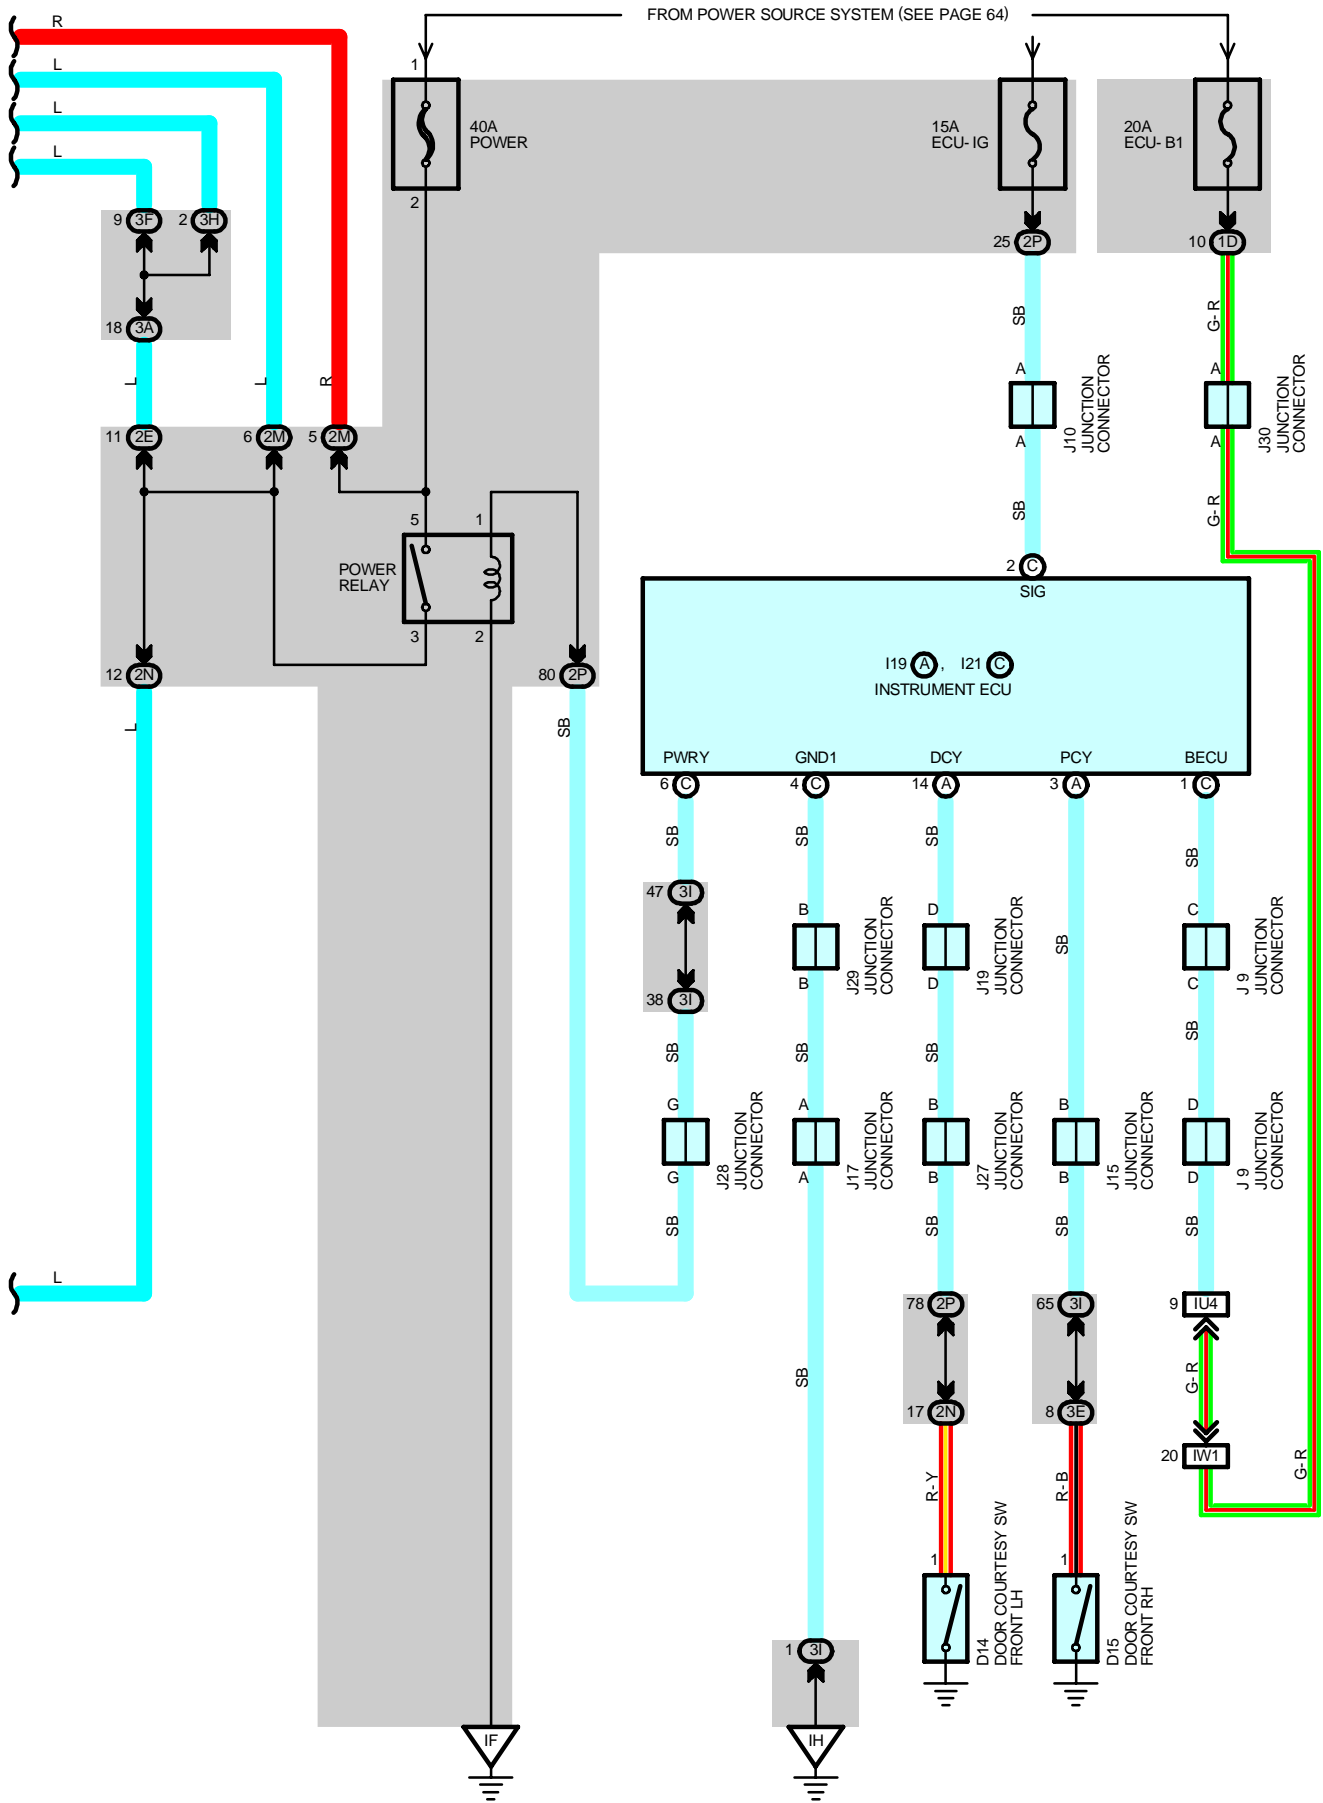 FROM POWER SOURCE SYSTEM (SEE PAGE 64)
R
L
L
L
1
40A
POWER
2
15A
ECU- IG
20A
ECU- B1
9 3F
2 3H
18 3A
25 2P
10 1D
SB
G- R
A
A
J10
JUNCTION
CONNECTOR
A
A
J30
JUNCTION
CONNECTOR
L
L
R
11 2E
6 2M
5 2M
SB
G- R
5
1
POWER
RELAY
3
2
2 C
SIG
I19 A , I21 C
INSTRUMENT ECU
12 2N
80 2P
L
SB
PWRY
GND1
DCY
PCY
BECU
6 C
4 C
14 A
3 A
1 C
SB
SB
SB
SB
SB
47 3I
38 3I
B
B
J29
JUNCTION
CONNECTOR
D
D
J19
JUNCTION
CONNECTOR
C
C
J 9
JUNCTION
CONNECTOR
SB
SB
SB
SB
G
G
J28
JUNCTION
CONNECTOR
A
A
J17
JUNCTION
CONNECTOR
B
B
J27
JUNCTION
CONNECTOR
B
B
J15
JUNCTION
CONNECTOR
D
D
J 9
JUNCTION
CONNECTOR
SB
SB
SB
SB
L
78 2P
65 3I
9 IU4
SB
G- R
17 2N
8 3E
20 IW1
R- Y
R- B
G- R
1
D14
DOOR COURTESY SW
FRONT LH
1
D15
DOOR COURTESY SW
FRONT RH
1 3I
IF
IH